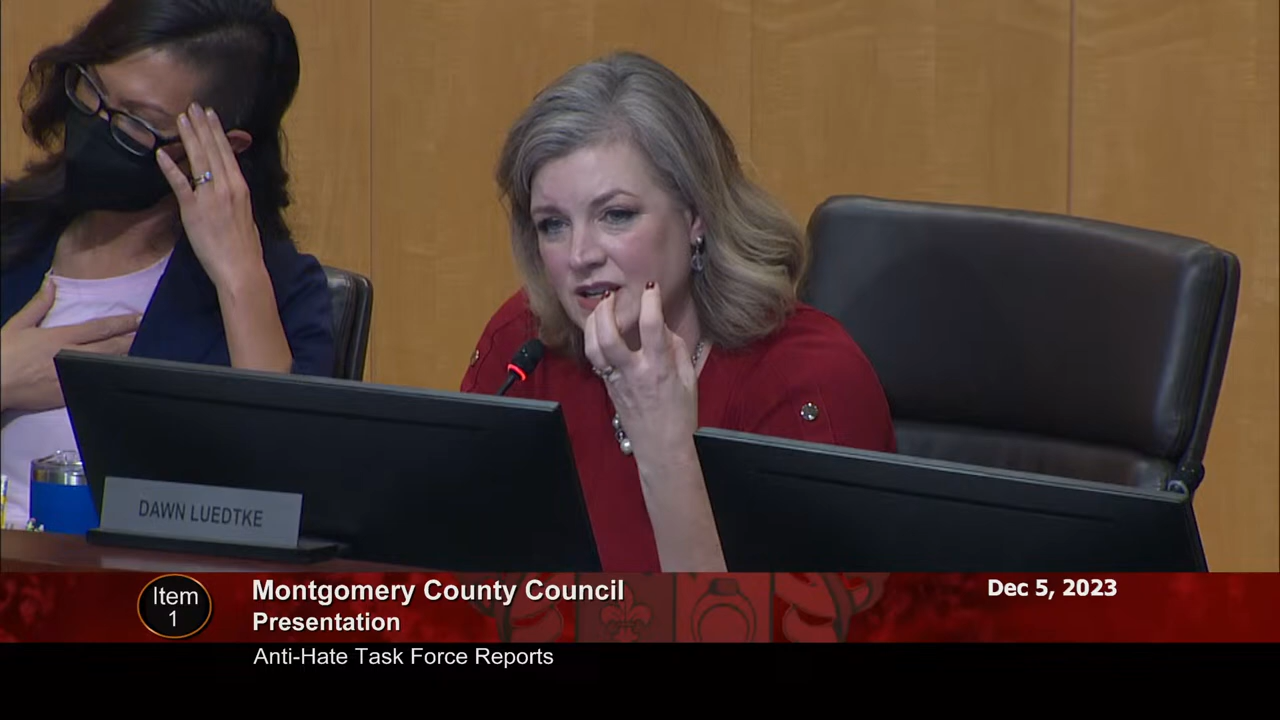 DAWN LUEDTKE
Item
1
Montgomery County Council
Presentation
Dec 5, 2023
Anti-Hate Task Force Reports